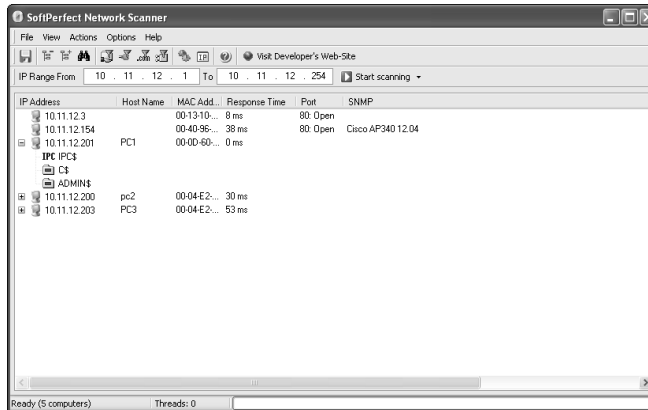 SoftPerfect Network Scanner
File View Actions Options Help
IP Visit Developer's Web-Site
IP Range From 10 . 11 . 12 . 1 To 10 . 11 . 12 . 254 Start scanning
IP Address Host Name MAC Add... Response Time Port SNMP
10.11.12.3 00-13-10-... 8 ms 80: Open
10.11.12.154 00-40-96-... 38 ms 80: Open Cisco AP340 12.04
10.11.12.201 PC1 00-0D-60-... 0 ms
IPC IPC$
C$
ADMIN$
10.11.12.200 pc2 00-04-E2-... 30 ms
10.11.12.203 PC3 00-04-E2-... 53 ms
Ready (5 computers) Threads: 0